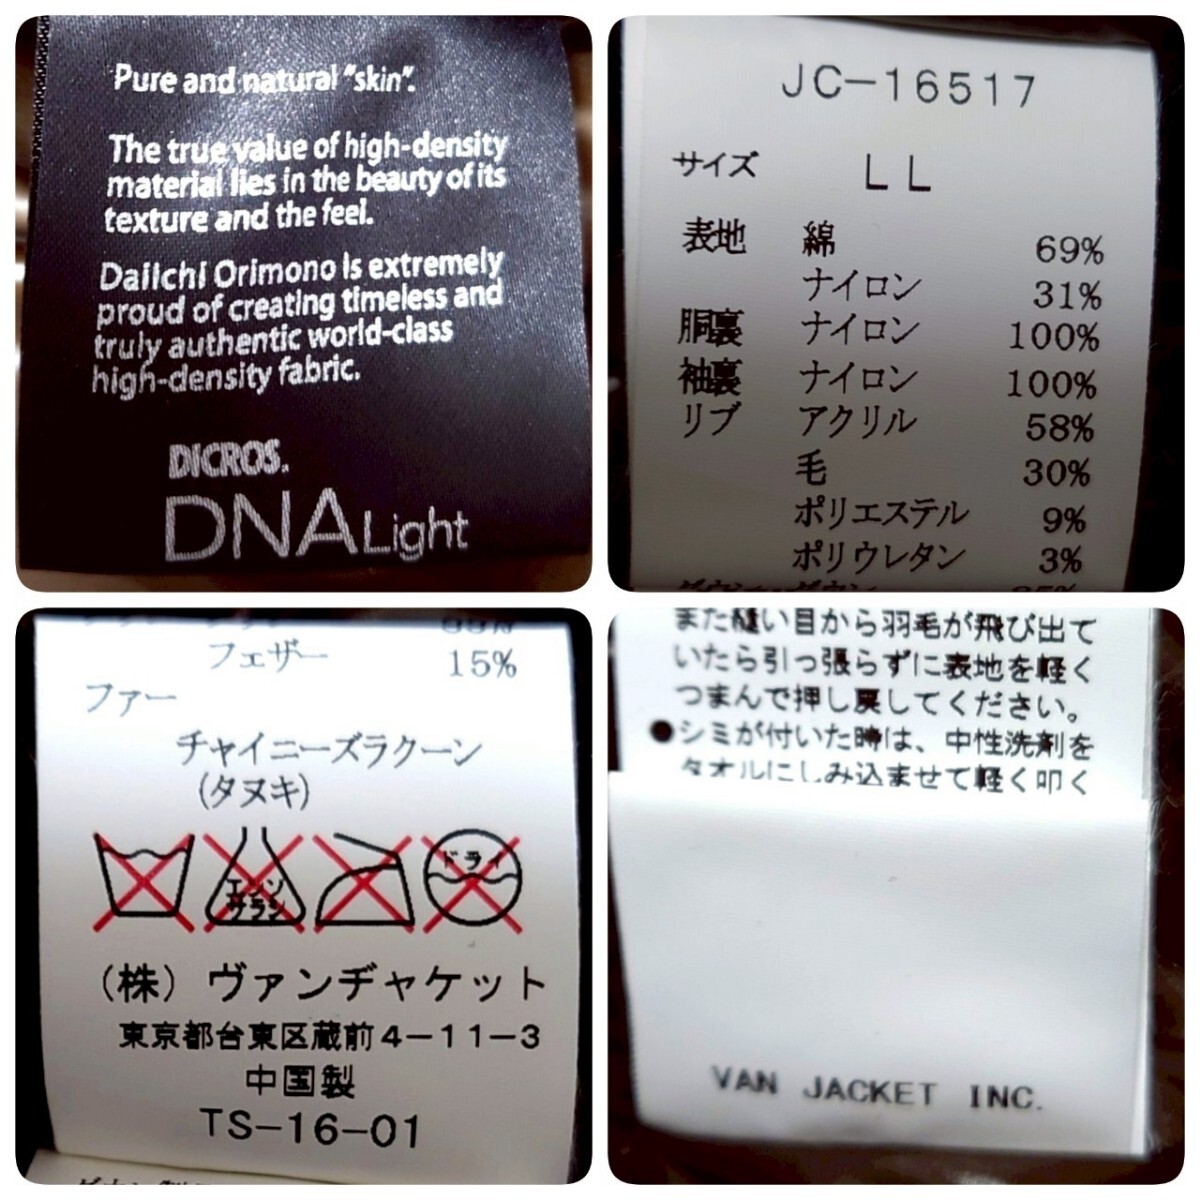 Pure and natural "skin".
The true value of high-density
material lies in the beauty of its
texture and the feel.
DaiIchi Orimono is extremely
proud of creating timeless and
truly authentic world-class
high-density fabric.
DICROS.
DNALight
JC-16517
サイズ LL
表地 綿 69%
ナイロン 31%
胴裏 ナイロン 100%
袖裏 ナイロン 100%
リブ アクリル 58%
毛 30%
ポリエステル 9%
ポリウレタン 3%
フェザー 15%
ファー
チャイニーズラクーン
(タヌキ)
エンソ
サラシ
ドライ
(株) ヴァンヂャケット
東京都台東区蔵前4-11-3
中国製
TS-16-01
また縫い目から羽毛が飛び出て
いたら引っ張らずに表地を軽く
つまんで押し戻してください。
●シミが付いた時は、中性洗剤を
タオルにしみ込ませて軽く叩く
VAN JACKET INC.